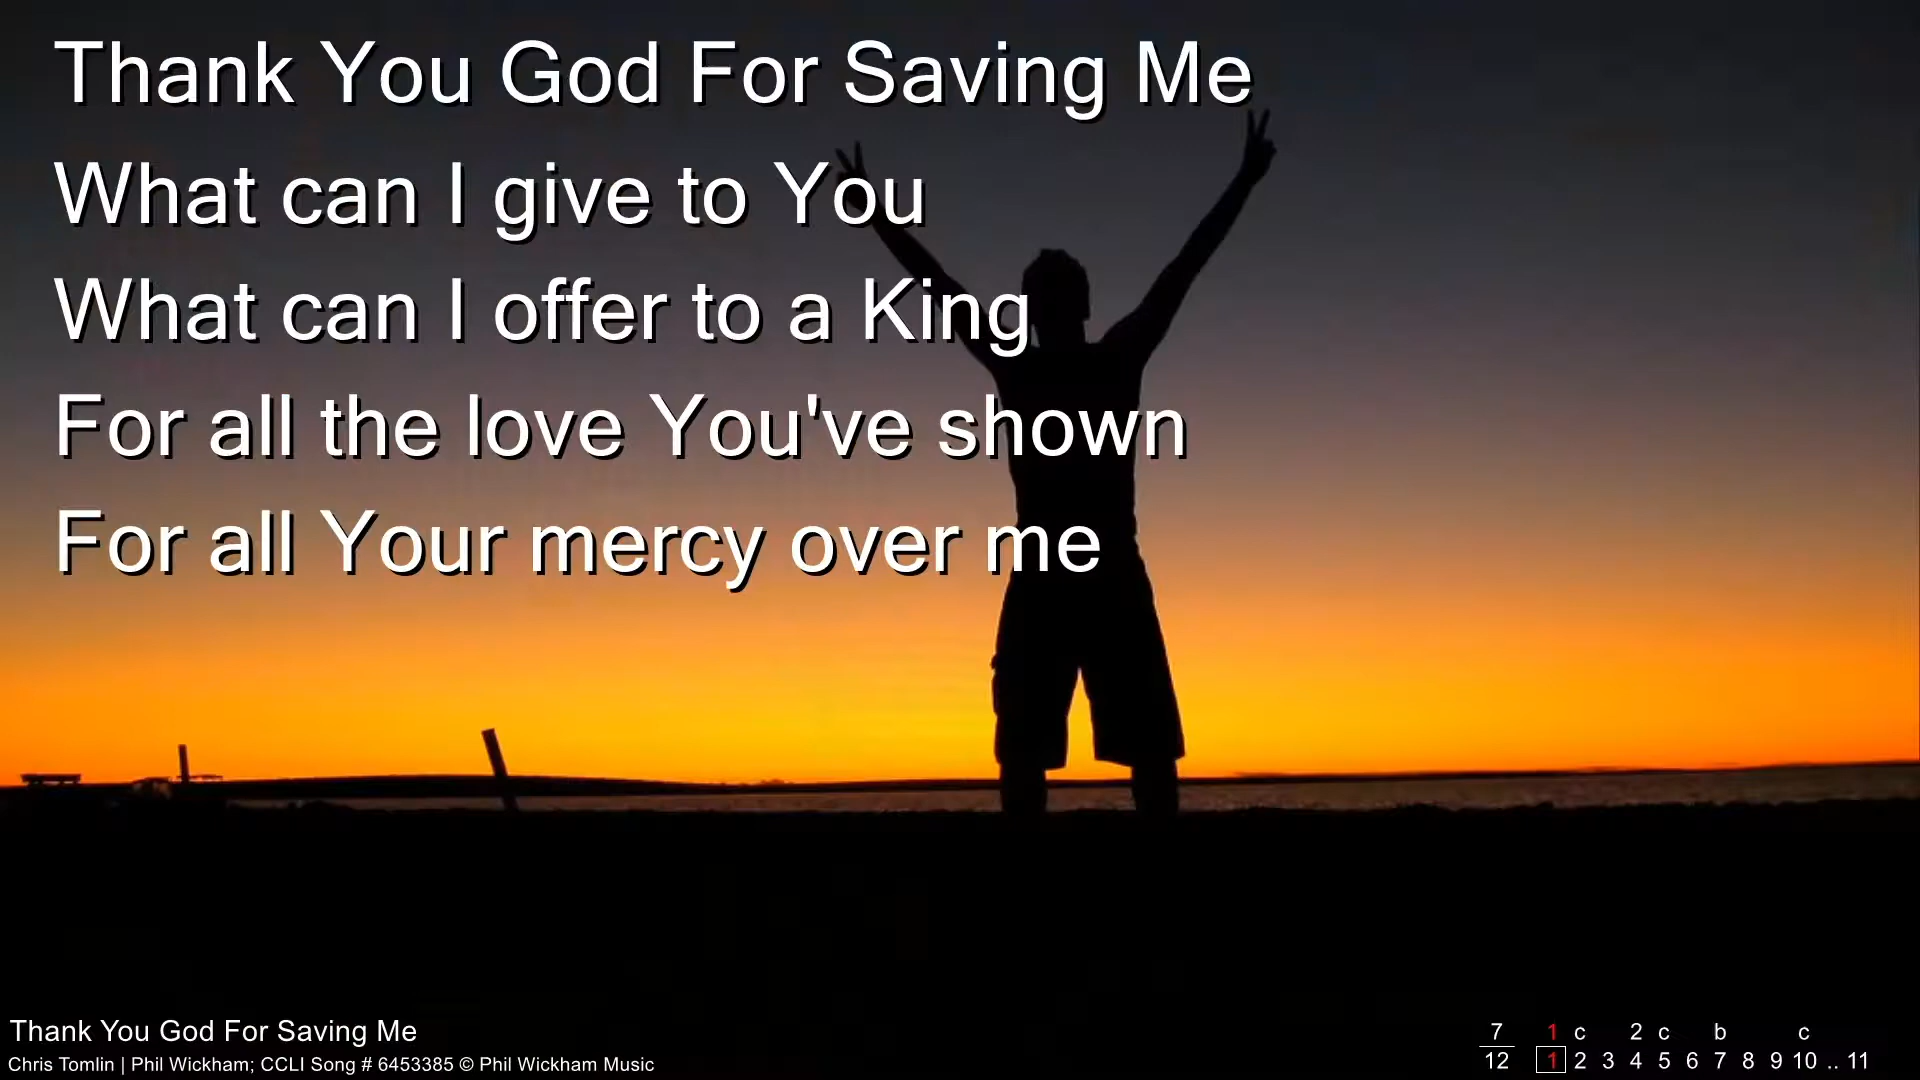 Thank You God For Saving Me
What can I give to You
What can I offer to a King
For all the love You've shown
For all Your mercy over me
Thank You God For Saving Me
Chris Tomlin | Phil Wickham; CCLI Song # 6453385 © Phil Wickham Music
7 1 c 2 c b c
12 1 2 3 4 5 6 7 8 9 10 .. 11